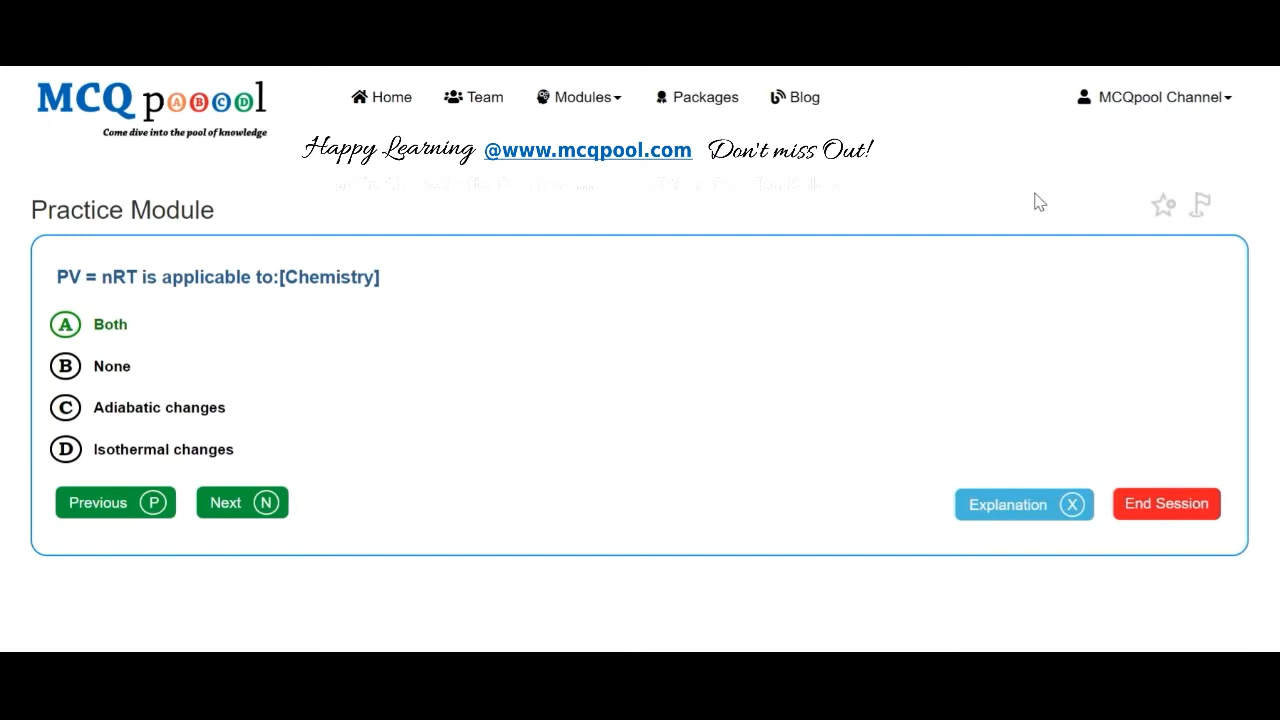 MCQ pool
Come dive into the pool of knowledge
Home Team Modules Packages Blog MCQpool Channel
Happy Learning @www.mcqpool.com Don't miss Out!
Practice Module
PV = nRT is applicable to:[Chemistry]
A Both
B None
C Adiabatic changes
D Isothermal changes
Previous P Next N Explanation X End Session